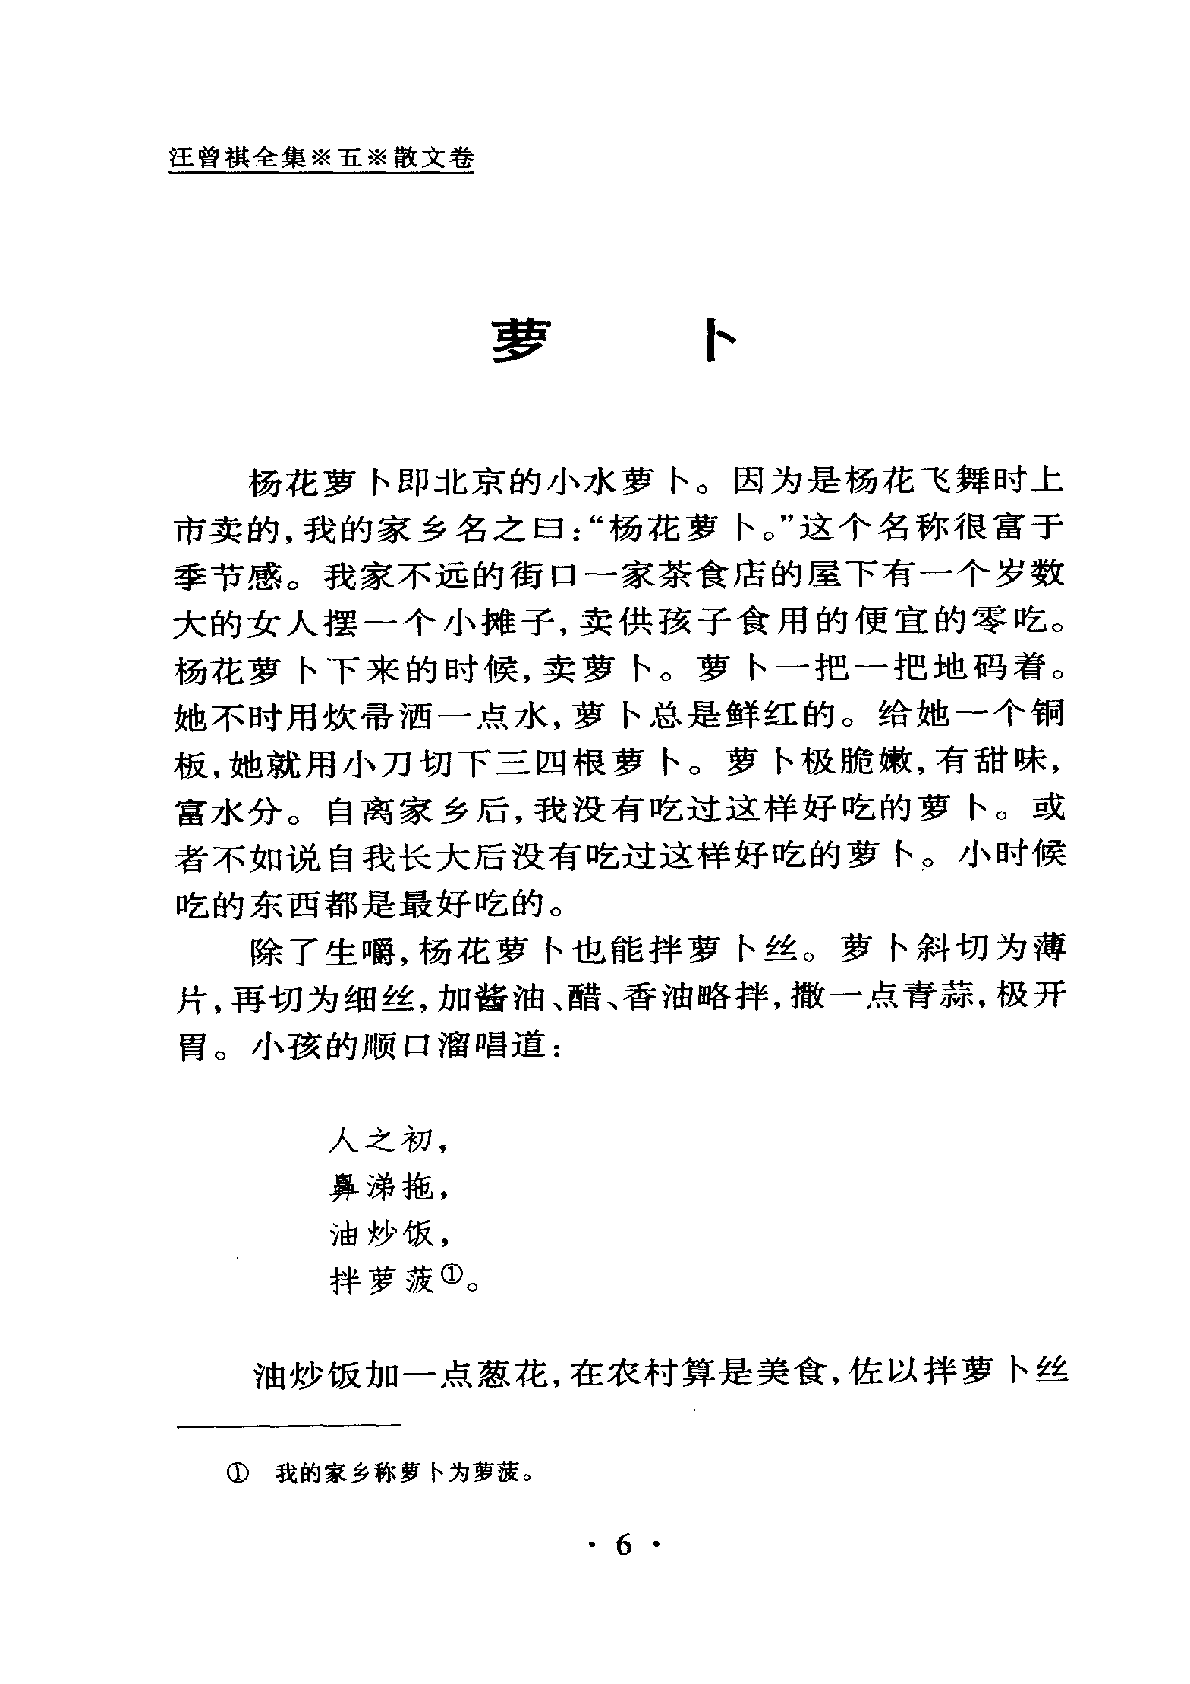 汪曾祺全集※五※散文卷
萝 卜
杨花萝卜即北京的小水萝卜。因为是杨花飞舞时上
市卖的,我的家乡名之曰:“杨花萝卜。”这个名称很富于
季节感。我家不远的街口一家茶食店的屋下有一个岁数
大的女人摆一个小摊子,卖供孩子食用的便宜的零吃。
杨花萝卜下来的时候,卖萝卜。萝卜一把一把地码着。
她不时用炊帚洒一点水,萝卜总是鲜红的。给她一个铜
板,她就用小刀切下三四根萝卜。萝卜极脆嫩,有甜味,
富水分。自离家乡后,我没有吃过这样好吃的萝卜。或
者不如说自我长大后没有吃过这样好吃的萝卜。小时候
吃的东西都是最好吃的。
除了生嚼,杨花萝卜也能拌萝卜丝。萝卜斜切为薄
片,再切为细丝,加酱油、醋、香油略拌,撒一点青蒜,极开
胃。小孩的顺口溜唱道:
人之初,
鼻涕拖,
油炒饭,
拌萝菠①。
油炒饭加一点葱花,在农村算是美食,佐以拌萝卜丝
① 我的家乡称萝卜为萝菠。
· 6 ·